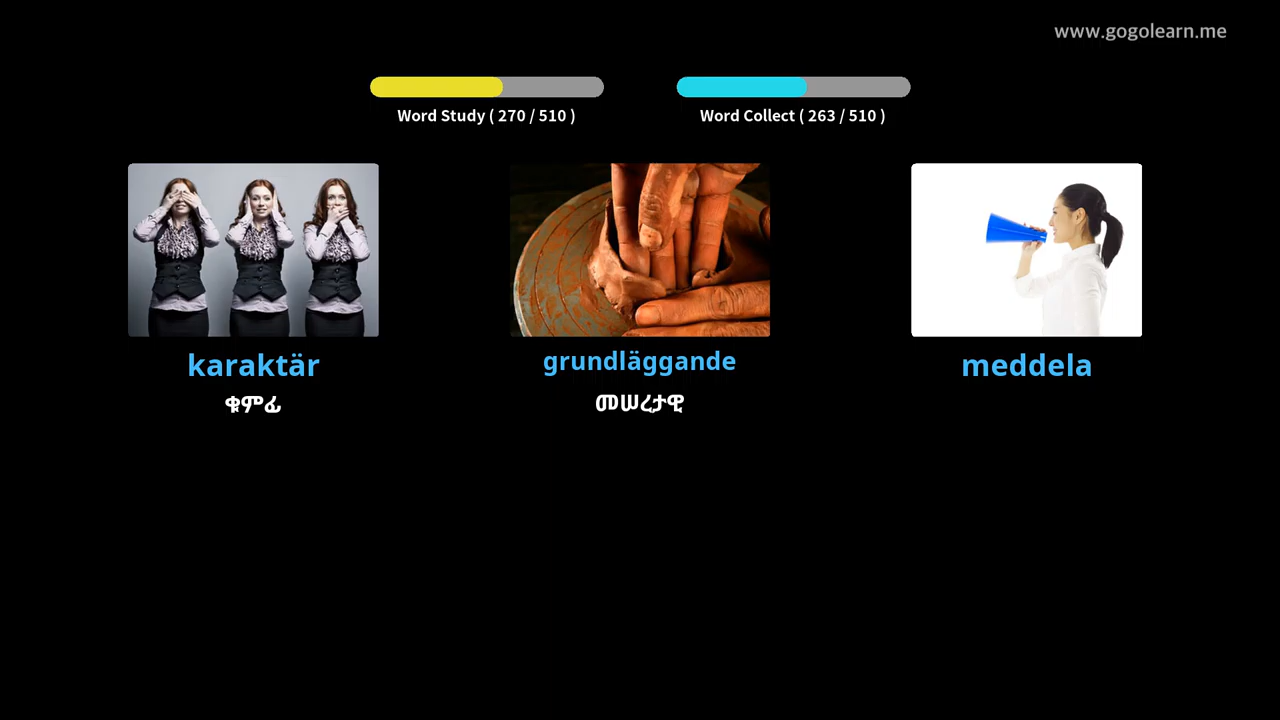 www.gogolearn.me
Word Study ( 270 / 510 )
Word Collect ( 263 / 510 )
karaktär
grundläggande
meddela
ቁምፊ
መሠረታዊ